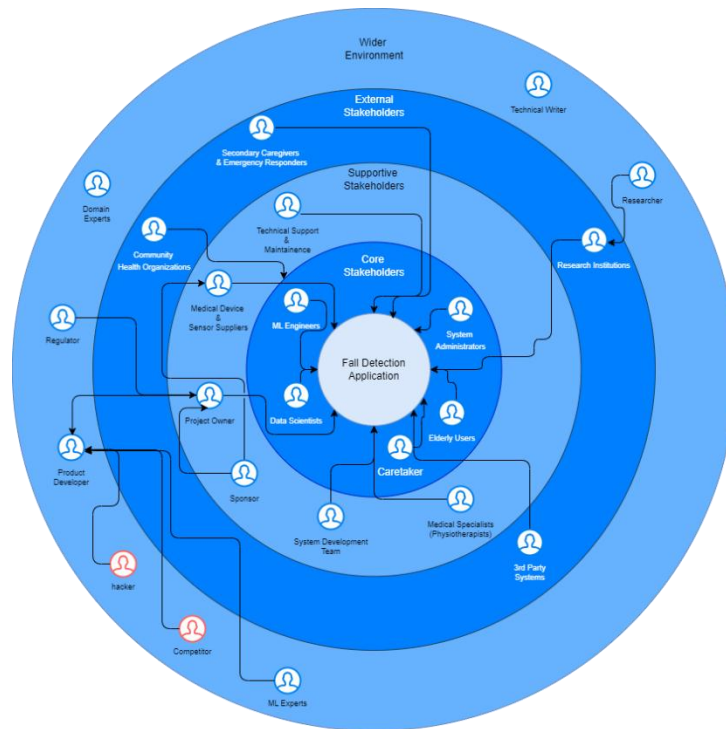 Wider
Environment
Technical Writer
External
Stakeholders
Secondary Caregivers
& Emergency Responders
Supportive
Stakeholders
Researcher
Domain
Experts
Technical Support
&
Maintainence
Community
Health Organizations
Research Institutions
Core
Stakeholders
Medical Device
&
Sensor Suppliers
ML Engineers
System
Administrators
Regulator
Fall Detection
Application
Project Owner
Data Scientists
Elderly Users
Product
Developer
Caretaker
Sponsor
System Development
Team
Medical Specialists
(Physiotherapists)
3rd Party
Systems
hacker
Competitor
ML Experts